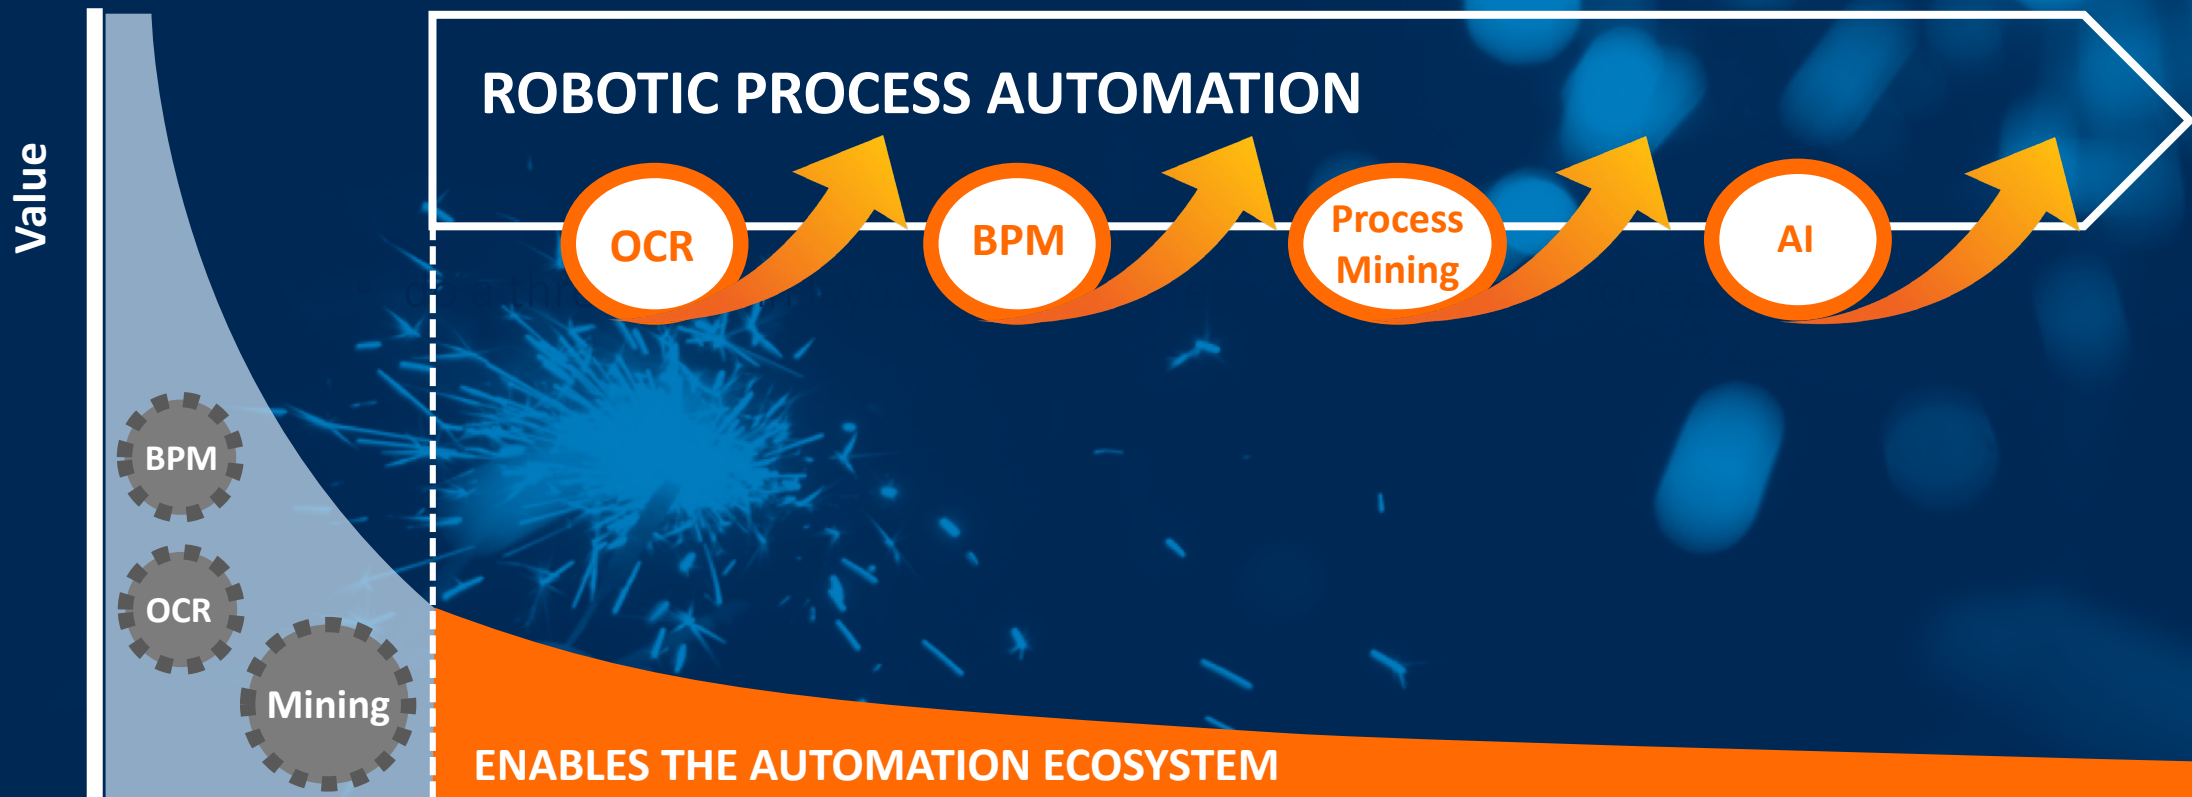 Value
ROBOTIC PROCESS AUTOMATION
OCR
BPM
Process
Mining
AI
BPM
OCR
Mining
ENABLES THE AUTOMATION ECOSYSTEM